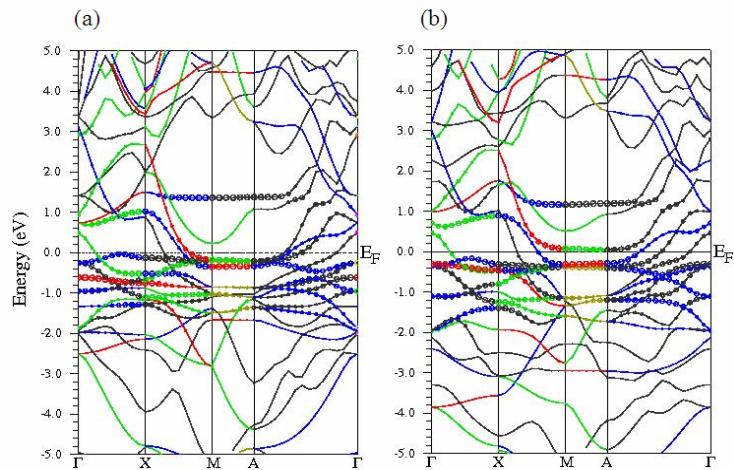 (a) (b)
5.0 5.0
4.0 4.0
3.0 3.0
2.0 2.0
1.0 1.0
0.0 E_F 0.0 E_F
-1.0 -1.0
-2.0 -2.0
-3.0 -3.0
-4.0 -4.0
-5.0 -5.0
Energy (eV)
Γ X M A Γ Γ X M A Γ